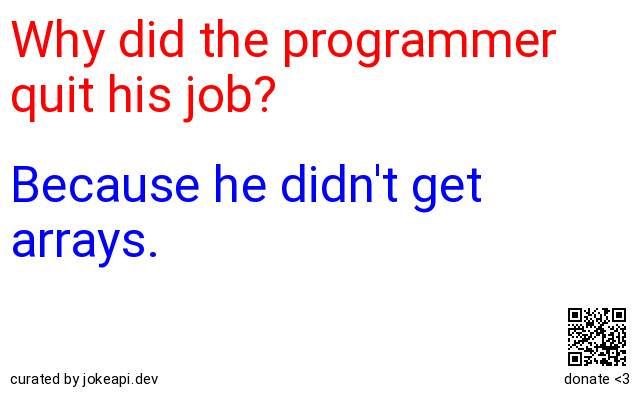 Why did the programmer
quit his job?
Because he didn't get
arrays.
curated by jokeapi.dev
donate <3